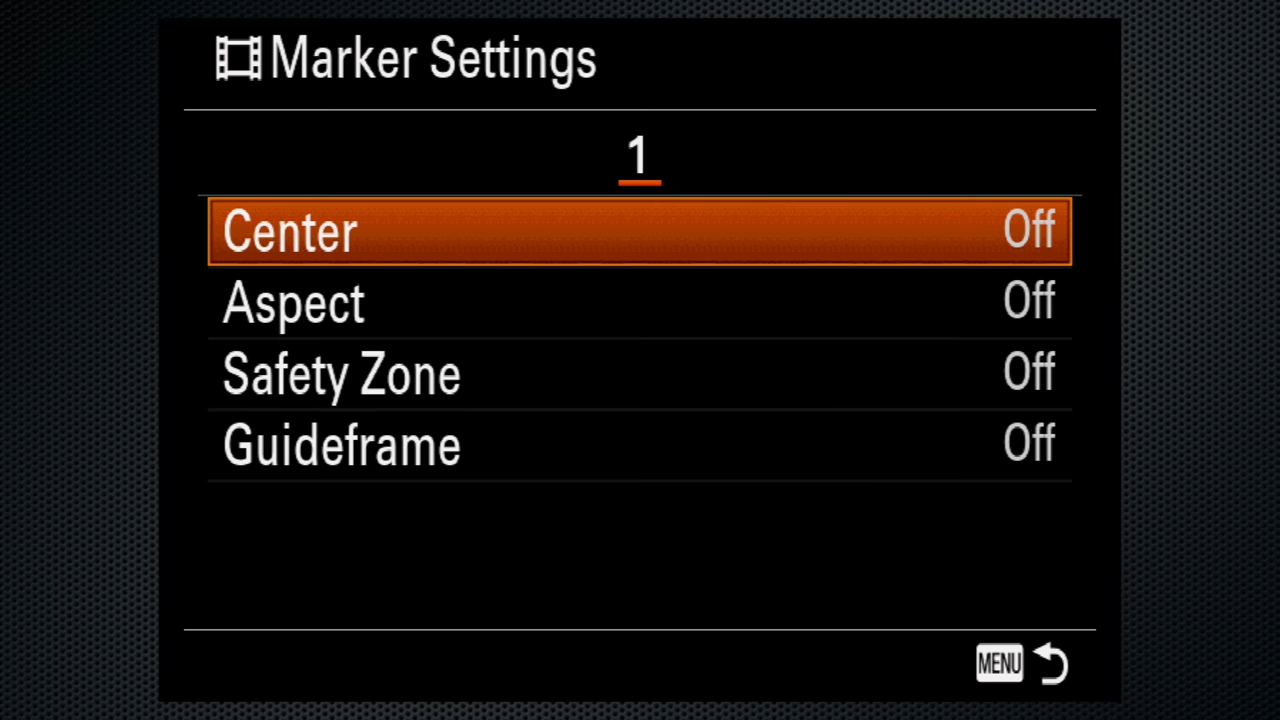 Marker Settings
1
Center Off
Aspect Off
Safety Zone Off
Guideframe Off
MENU